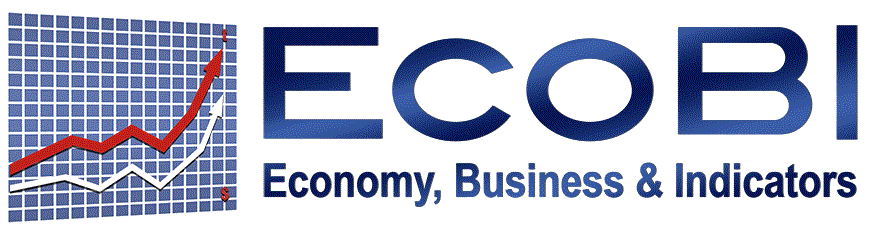 ECOBI
Economy, Business & Indicators
I
S